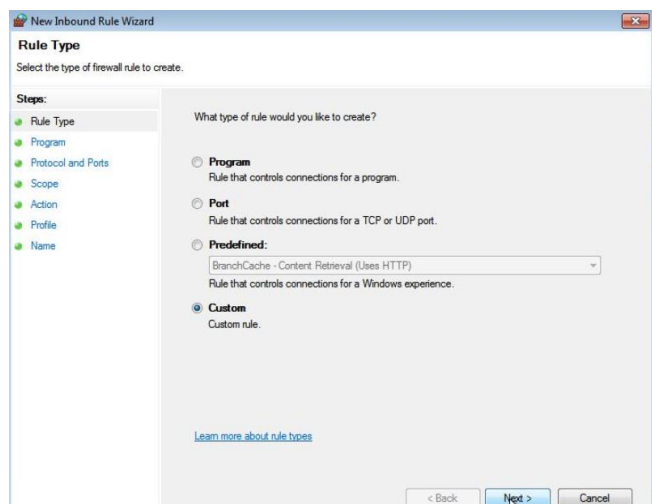 New Inbound Rule Wizard
Rule Type
Select the type of firewall rule to create.
Steps:
Rule Type
Program
Protocol and Ports
Scope
Action
Profile
Name
What type of rule would you like to create?
Program
Rule that controls connections for a program.
Port
Rule that controls connections for a TCP or UDP port.
Predefined:
BranchCache - Content Retrieval (Uses HTTP)
Rule that controls connections for a Windows experience.
Custom
Custom rule.
Learn more about rule types
< Back Next > Cancel